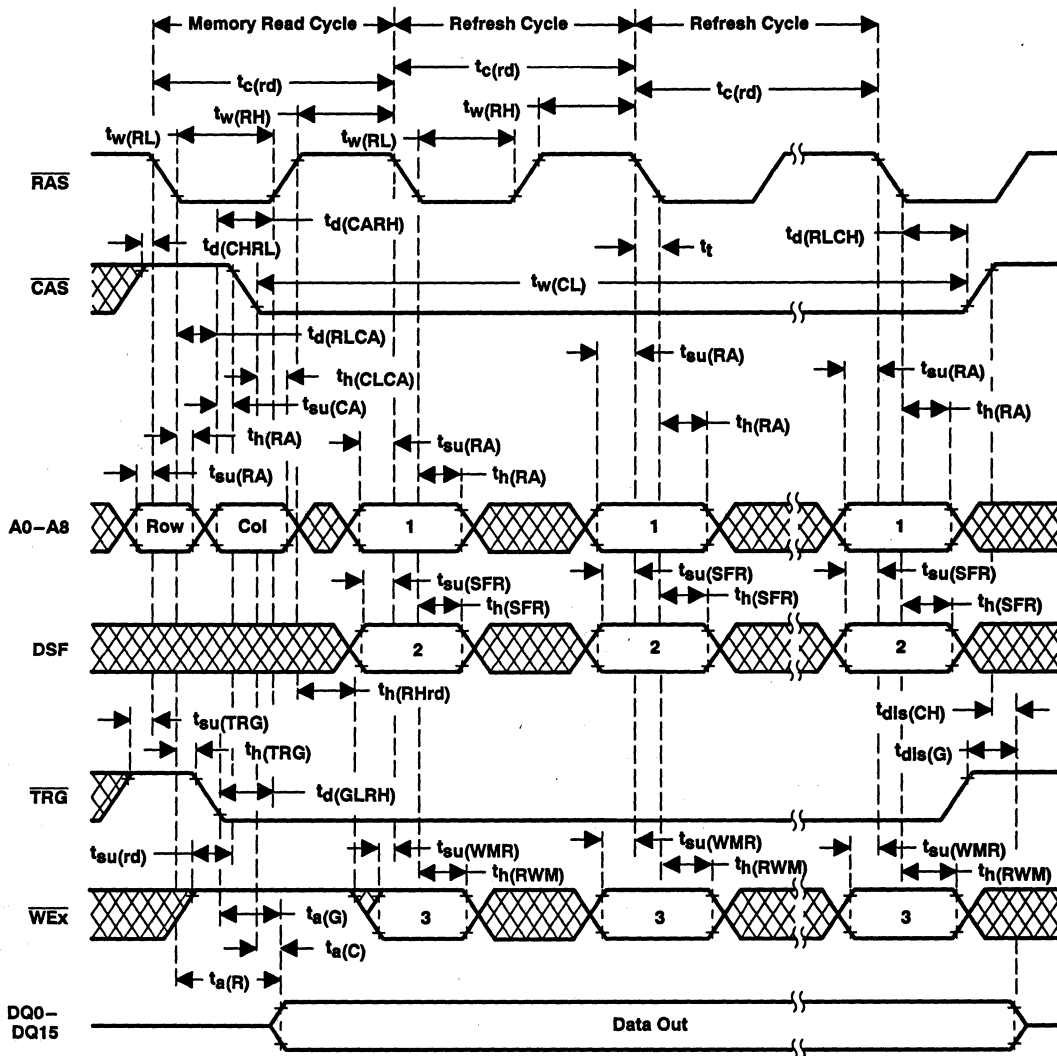 Memory Read Cycle Refresh Cycle Refresh Cycle
tc(rd) tc(rd) tc(rd)
tw(RH) tw(RH)
tw(RL) tw(RL)
RAS
td(CARH)
td(CHRL) tt td(RLCH)
CAS tw(CL)
td(RLCA)
th(CLCA) tsu(RA) tsu(RA)
tsu(CA)
th(RA) tsu(RA) th(RA) th(RA)
tsu(RA) th(RA)
A0–A8 Row Col 1 1 1
tsu(SFR) tsu(SFR) tsu(SFR)
th(SFR) th(SFR) th(SFR)
DSF 2 2 2
th(RHrd)
tsu(TRG) tdis(CH)
th(TRG) tdis(G)
TRG td(GLRH)
tsu(rd) tsu(WMR) tsu(WMR) tsu(WMR)
th(RWM) th(RWM) th(RWM)
WEx ta(G) 3 3 3
ta(C)
ta(R)
DQ0–
DQ15 Data Out